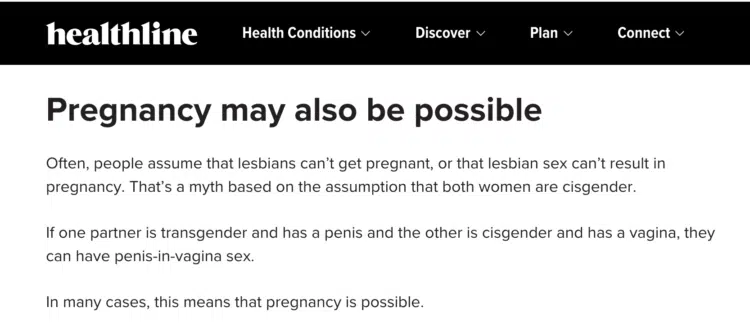 healthline Health Conditions Discover Plan Connect
Pregnancy may also be possible
Often, people assume that lesbians can’t get pregnant, or that lesbian sex can’t result in
pregnancy. That’s a myth based on the assumption that both women are cisgender.
If one partner is transgender and has a penis and the other is cisgender and has a vagina, they
can have penis-in-vagina sex.
In many cases, this means that pregnancy is possible.